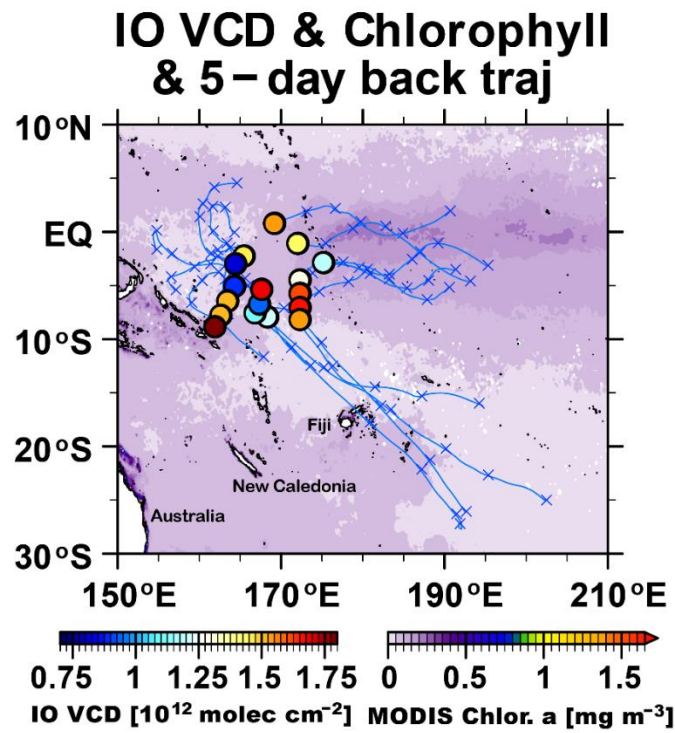 IO VCD & Chlorophyll
& 5–day back traj
10°N
EQ
10°S
20°S
30°S
Fiji
New Caledonia
Australia
150°E 170°E 190°E 210°E
0.75 1 1.25 1.5 1.75
0 0.5 1 1.5
IO VCD [10¹² molec cm⁻²] MODIS Chlor. a [mg m⁻³]